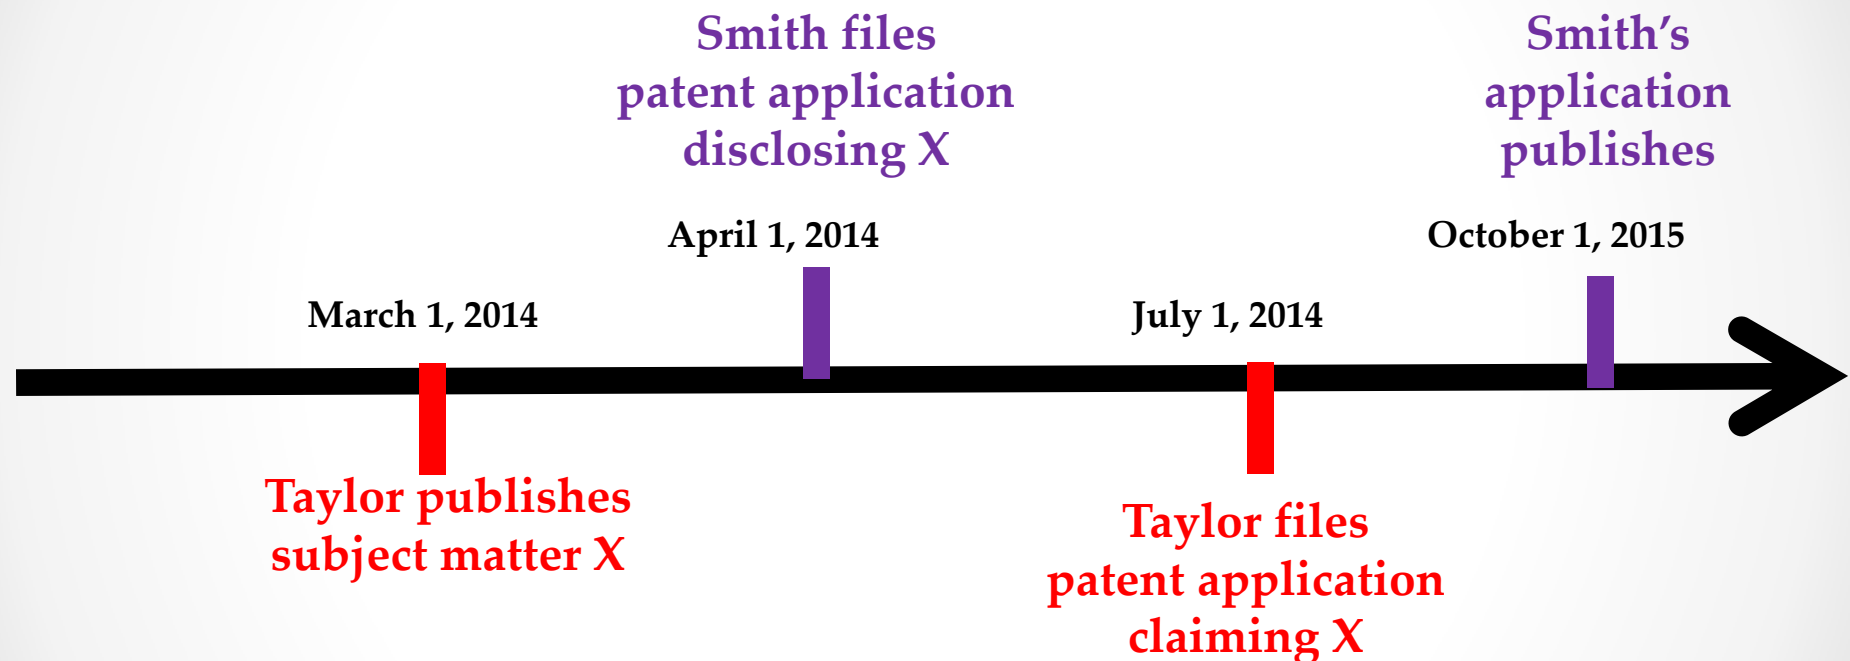 Smith files
patent application
disclosing X
Smith’s
application
publishes
April 1, 2014
October 1, 2015
March 1, 2014
July 1, 2014
Taylor publishes
subject matter X
Taylor files
patent application
claiming X